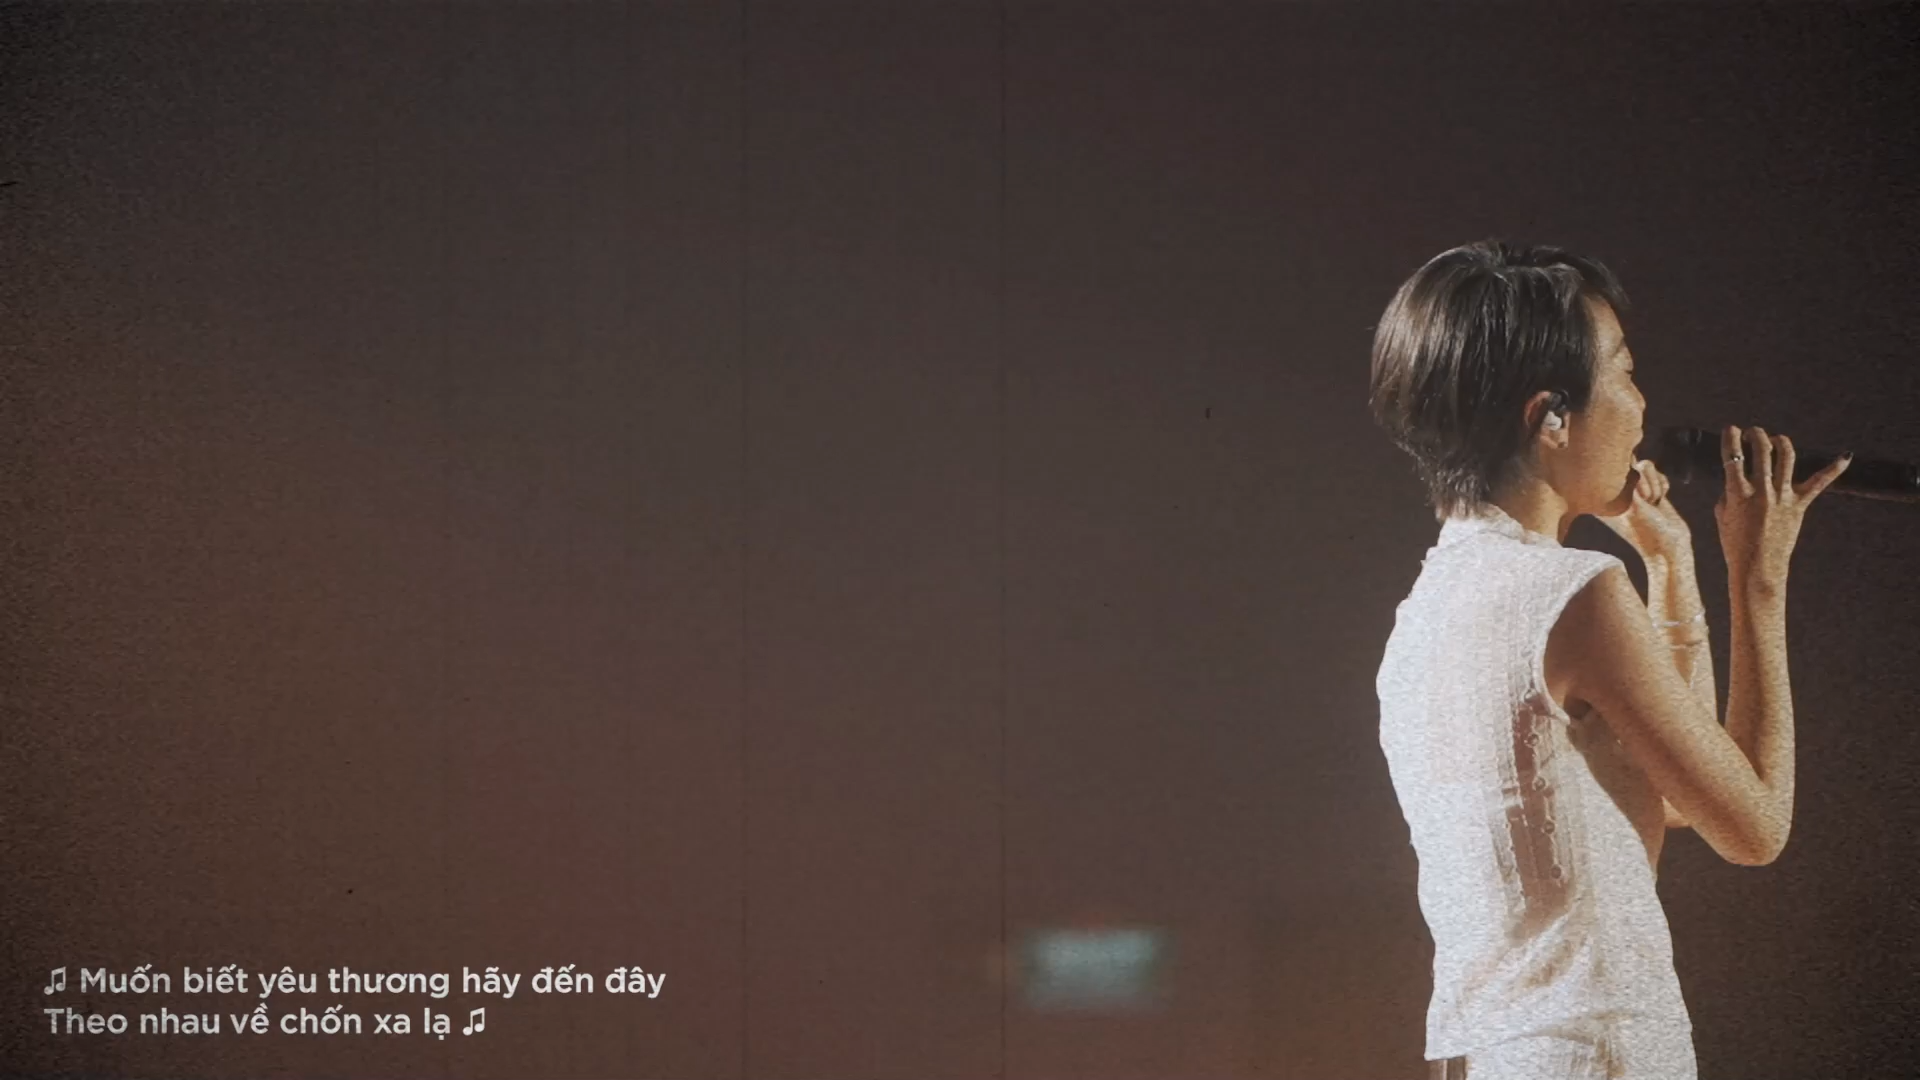 ♫ Muốn biết yêu thương hãy đến đây
Theo nhau về chốn xa lạ ♫